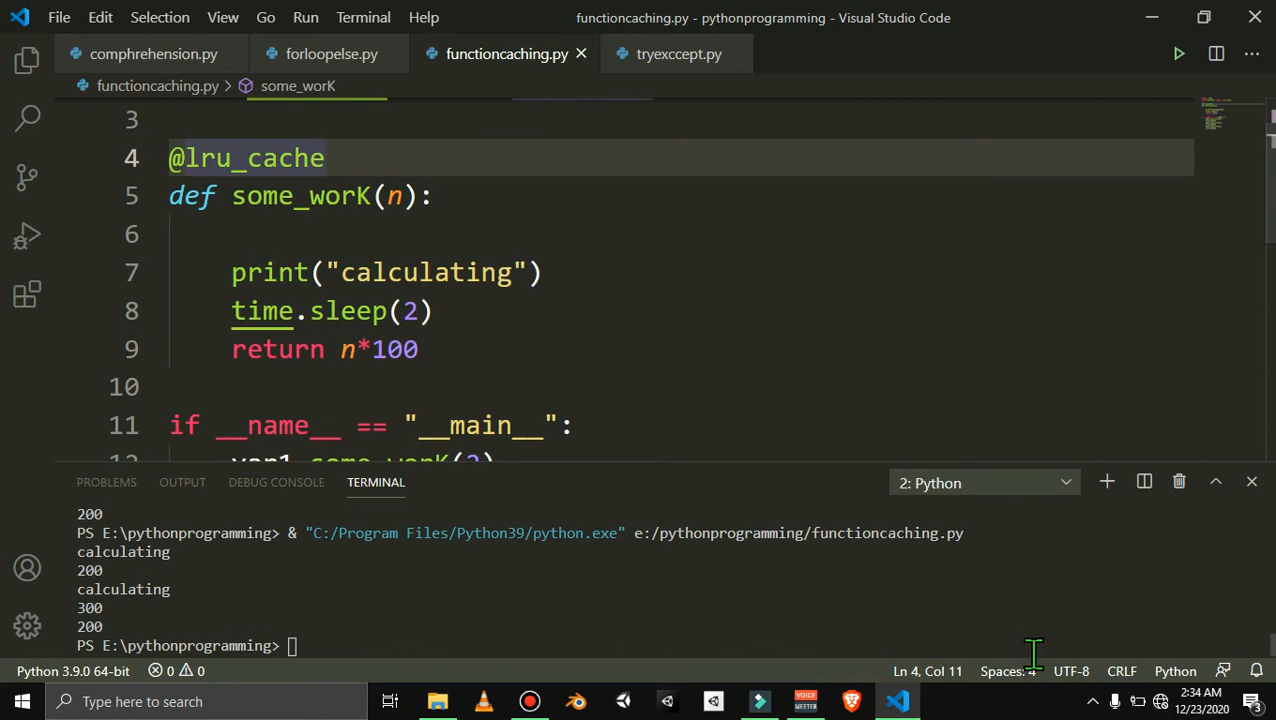 File Edit Selection View Go Run Terminal Help functioncaching.py - pythonprogramming - Visual Studio Code
comphrehension.py forloopelse.py functioncaching.py tryexccept.py
functioncaching.py > some_worK
3
4 @lru_cache
5 def some_worK(n):
6
7 print("calculating")
8 time.sleep(2)
9 return n*100
10
11 if __name__ == "__main__":
PROBLEMS OUTPUT DEBUG CONSOLE TERMINAL 2: Python
200
PS E:\pythonprogramming> & "C:/Program Files/Python39/python.exe" e:/pythonprogramming/functioncaching.py
calculating
200
calculating
300
200
PS E:\pythonprogramming>
Python 3.9.0 64-bit 0 0 Ln 4, Col 11 Spaces: 4 UTF-8 CRLF Python
Type here to search
VOICE MEETER
2:34 AM
12/23/2020
3